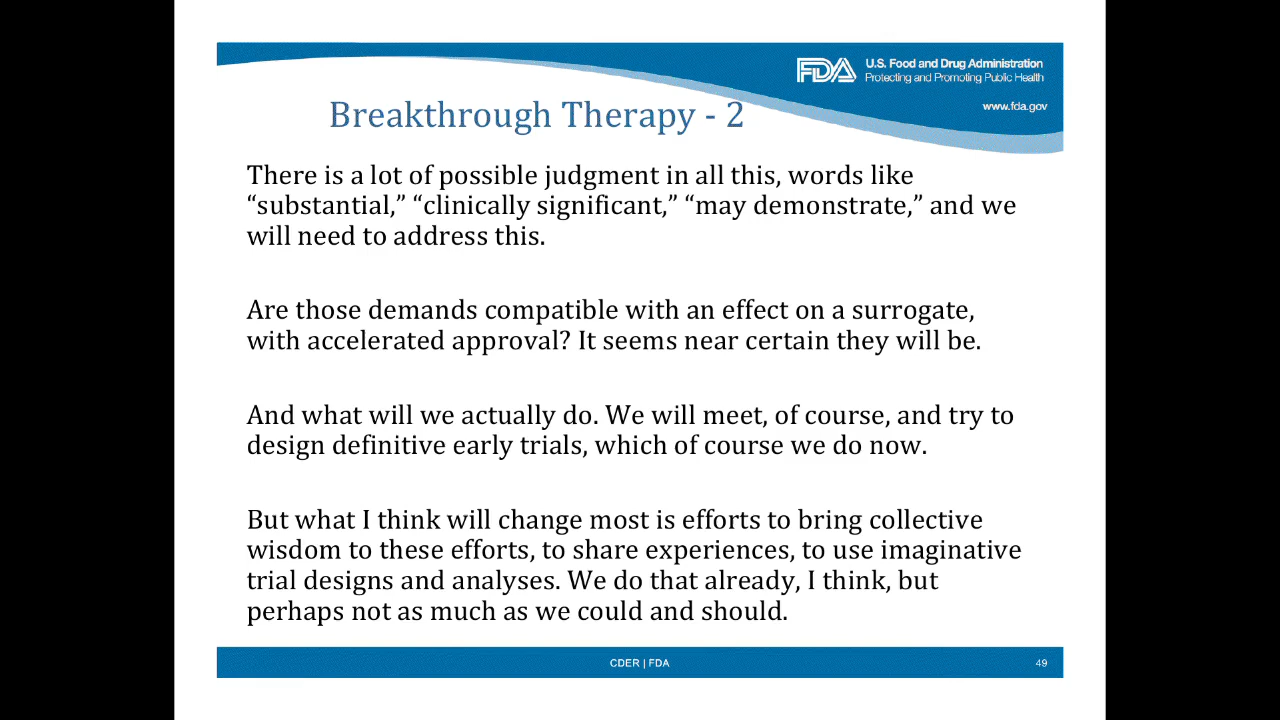 FDA U.S. Food and Drug Administration
Protecting and Promoting Public Health
www.fda.gov
Breakthrough Therapy - 2
There is a lot of possible judgment in all this, words like
“substantial,” “clinically significant,” “may demonstrate,” and we
will need to address this.
Are those demands compatible with an effect on a surrogate,
with accelerated approval? It seems near certain they will be.
And what will we actually do. We will meet, of course, and try to
design definitive early trials, which of course we do now.
But what I think will change most is efforts to bring collective
wisdom to these efforts, to share experiences, to use imaginative
trial designs and analyses. We do that already, I think, but
perhaps not as much as we could and should.
CDER | FDA
49